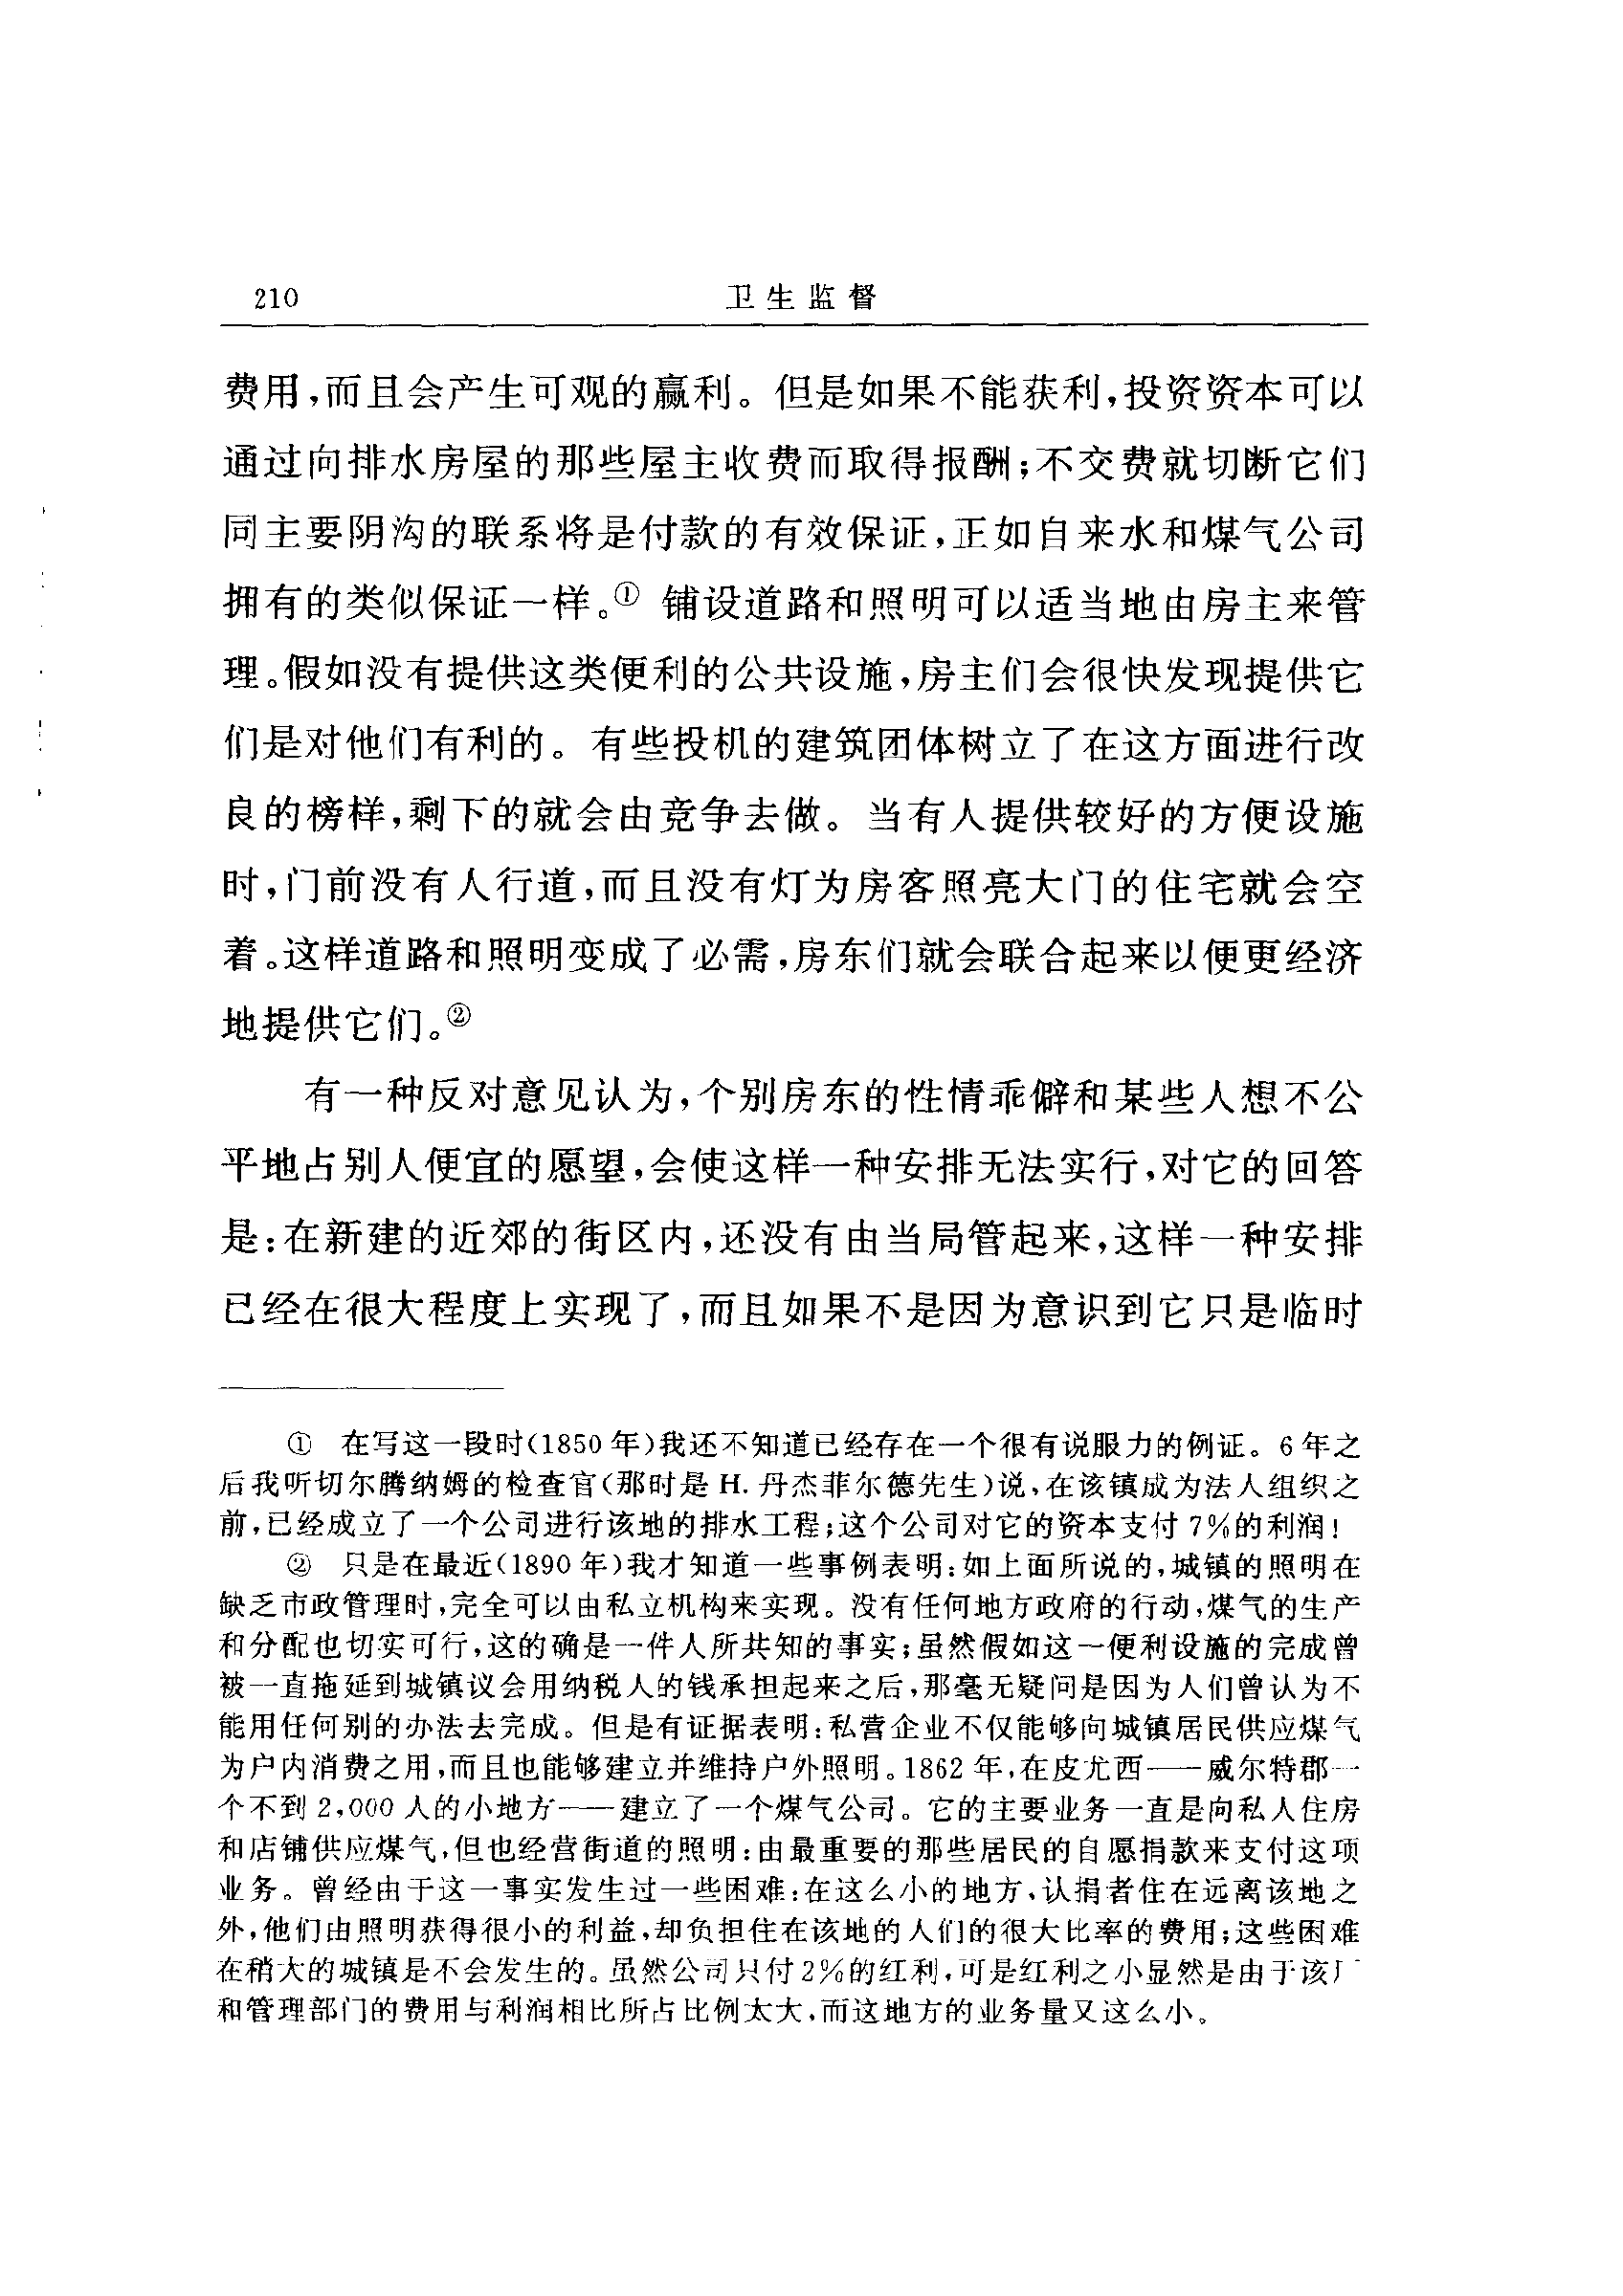 210
卫生监督
费用,而且会产生可观的赢利。但是如果不能获利,投资资本可以
通过向排水房屋的那些屋主收费而取得报酬;不交费就切断它们
同主要阴沟的联系将是付款的有效保证,正如自来水和煤气公司
拥有的类似保证一样。① 铺设道路和照明可以适当地由房主来管
理。假如没有提供这类便利的公共设施,房主们会很快发现提供它
们是对他们有利的。有些投机的建筑团体树立了在这方面进行改
良的榜样,剩下的就会由竞争去做。当有人提供较好的方便设施
时,门前没有人行道,而且没有灯为房客照亮大门的住宅就会空
着。这样道路和照明变成了必需,房东们就会联合起来以便更经济
地提供它们。②
有一种反对意见认为,个别房东的性情乖僻和某些人想不公
平地占别人便宜的愿望,会使这样一种安排无法实行,对它的回答
是:在新建的近郊的街区内,还没有由当局管起来,这样一种安排
已经在很大程度上实现了,而且如果不是因为意识到它只是临时
① 在写这一段时(1850年)我还不知道已经存在一个很有说服力的例证。6年之
后我听切尔腾纳姆的检查官(那时是H.丹杰菲尔德先生)说,在该镇成为法人组织之
前,已经成立了一个公司进行该地的排水工程;这个公司对它的资本支付7%的利润!
② 只是在最近(1890年)我才知道一些事例表明:如上面所说的,城镇的照明在
缺乏市政管理时,完全可以由私立机构来实现。没有任何地方政府的行动,煤气的生产
和分配也切实可行,这的确是一件人所共知的事实;虽然假如这一便利设施的完成曾
被一直拖延到城镇议会用纳税人的钱承担起来之后,那毫无疑问是因为人们曾认为不
能用任何别的办法去完成。但是有证据表明:私营企业不仅能够向城镇居民供应煤气
为户内消费之用,而且也能够建立并维持户外照明。1862年,在皮尤西——威尔特郡一
个不到2,000人的小地方——建立了一个煤气公司。它的主要业务一直是向私人住房
和店铺供应煤气,但也经营街道的照明:由最重要的那些居民的自愿捐款来支付这项
业务。曾经由于这一事实发生过一些困难:在这么小的地方、认捐者住在远离该地之
外,他们由照明获得很小的利益,却负担住在该地的人们的很大比率的费用;这些困难
在稍大的城镇是不会发生的。虽然公司只付2%的红利,可是红利之小显然是由于该厂
和管理部门的费用与利润相比所占比例太大,而这地方的业务量又这么小。